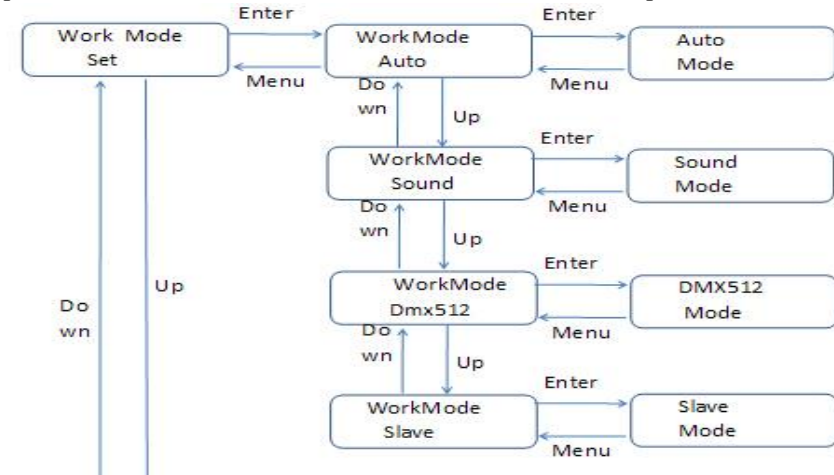 Enter
Enter
Work Mode
Set
WorkMode
Auto
Auto
Mode
Menu
Menu
Do
wn
Up
Enter
WorkMode
Sound
Sound
Mode
Menu
Do
wn
Up
Enter
WorkMode
Dmx512
DMX512
Mode
Menu
Do
wn
Up
Do
wn
Up
Enter
WorkMode
Slave
Slave
Mode
Menu